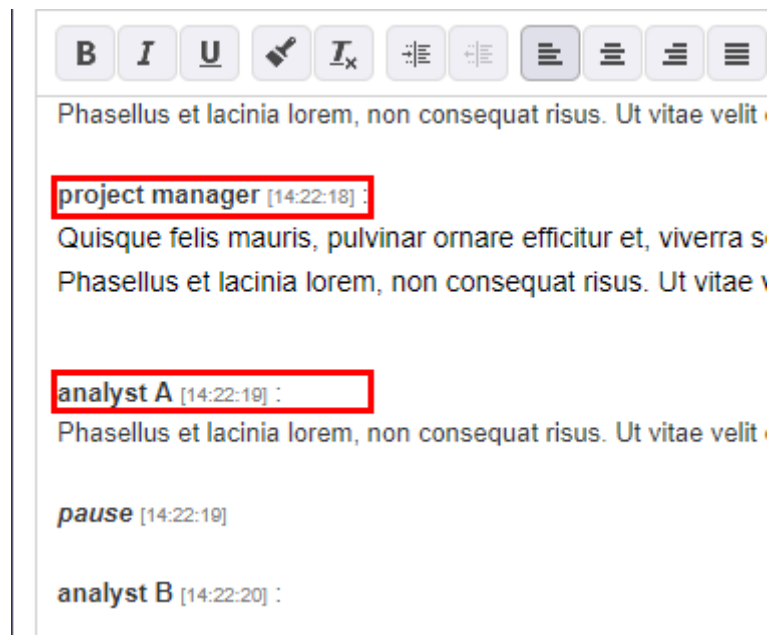 B I U Tx
Phasellus et lacinia lorem, non consequat risus. Ut vitae velit
project manager [14:22:18] :
Quisque felis mauris, pulvinar ornare efficitur et, viverra
Phasellus et lacinia lorem, non consequat risus. Ut vitae
analyst A [14:22:19] :
Phasellus et lacinia lorem, non consequat risus. Ut vitae velit
pause [14:22:19]
analyst B [14:22:20] :